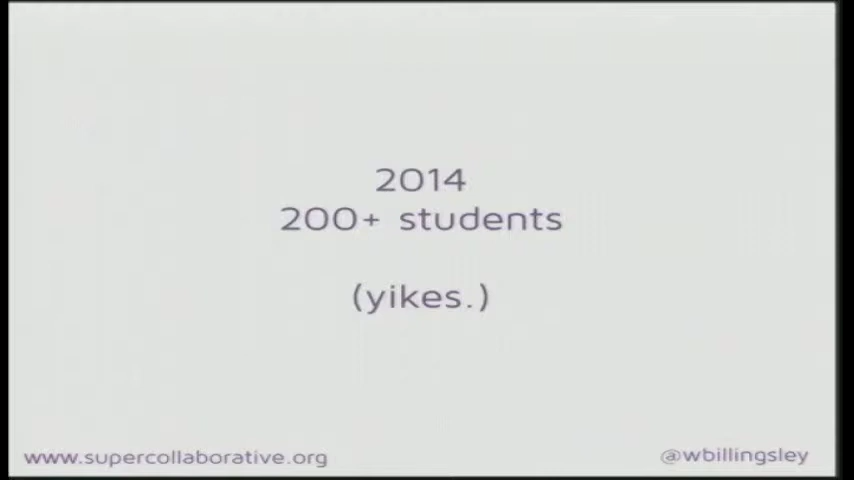 2014
200+ students
(yikes.)
www.supercollaborative.org
@wbillingsley